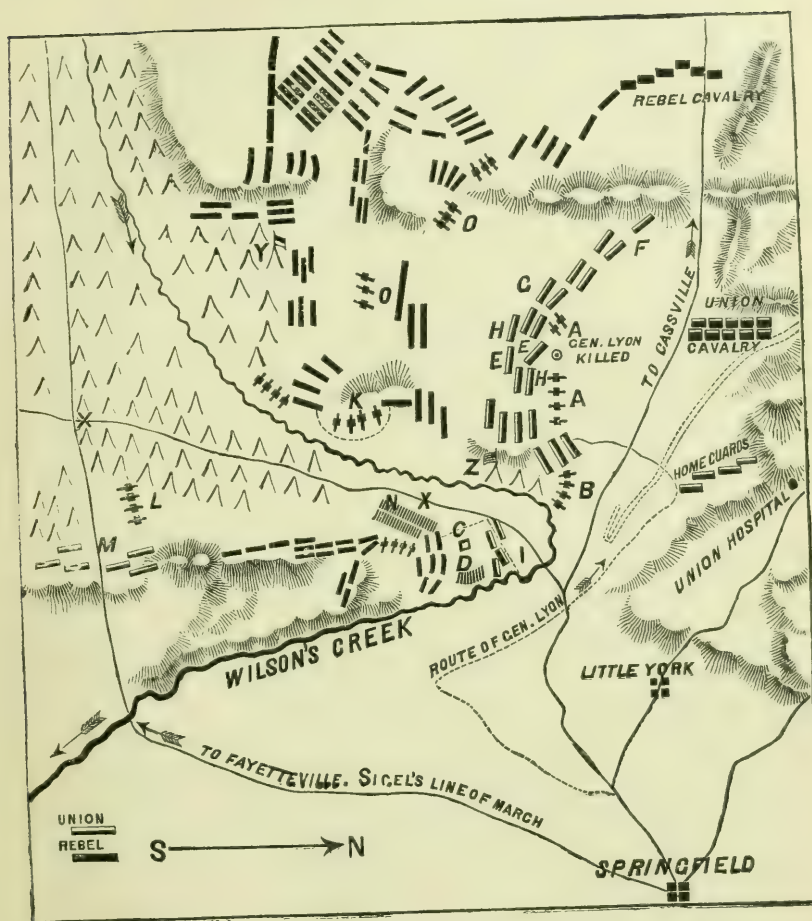 REBEL CAVALRY
O
Y
F
G
UNION
CAVALRY
O
A
H
E
GEN. LYON
KILLED
E
H
TO CASSVILLE
K
A
X
Z
HOME GUARDS
B
L
N
X
C
UNION HOSPITAL
M
D
I
WILSON'S CREEK
ROUTE OF GEN. LYON
LITTLE YORK
TO FAYETTEVILLE. SIGEL'S LINE OF MARCH
UNION
REBEL
S
N
SPRINGFIELD